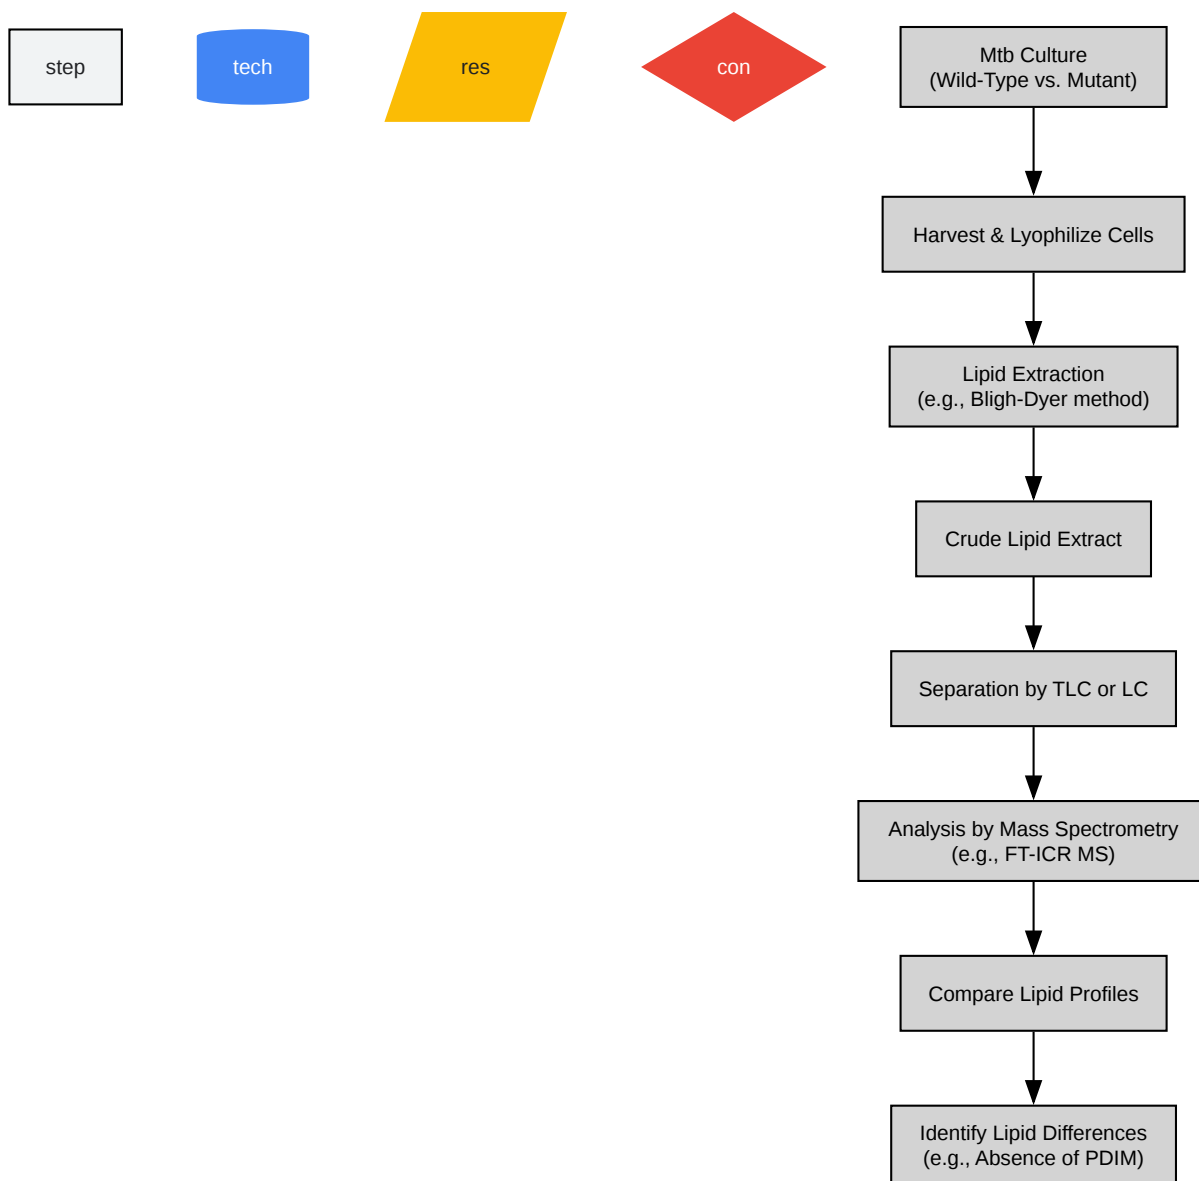 step
tech
res
con
Mtb Culture
(Wild-Type vs. Mutant)
Harvest & Lyophilize Cells
Lipid Extraction
(e.g., Bligh-Dyer method)
Crude Lipid Extract
Separation by TLC or LC
Analysis by Mass Spectrometry
(e.g., FT-ICR MS)
Compare Lipid Profiles
Identify Lipid Differences
(e.g., Absence of PDIM)